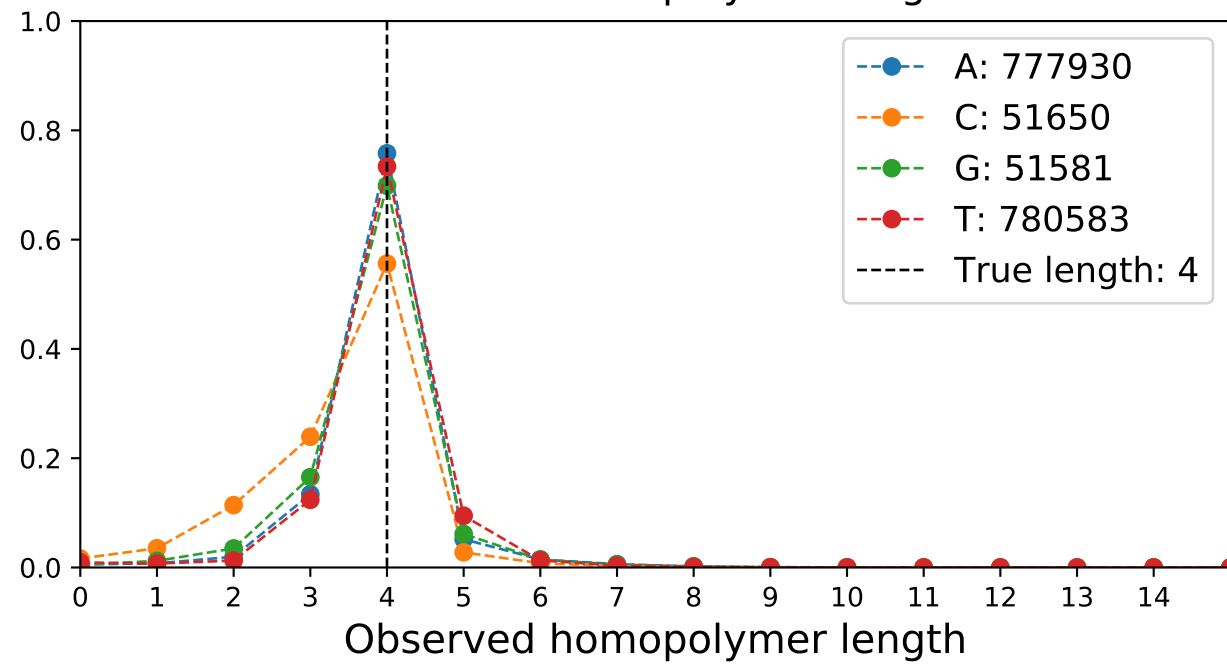 1.0
0.8
0.6
0.4
0.2
0.0
A: 777930
C: 51650
G: 51581
T: 780583
True length: 4
0 1 2 3 4 5 6 7 8 9 10 11 12 13 14
Observed homopolymer length